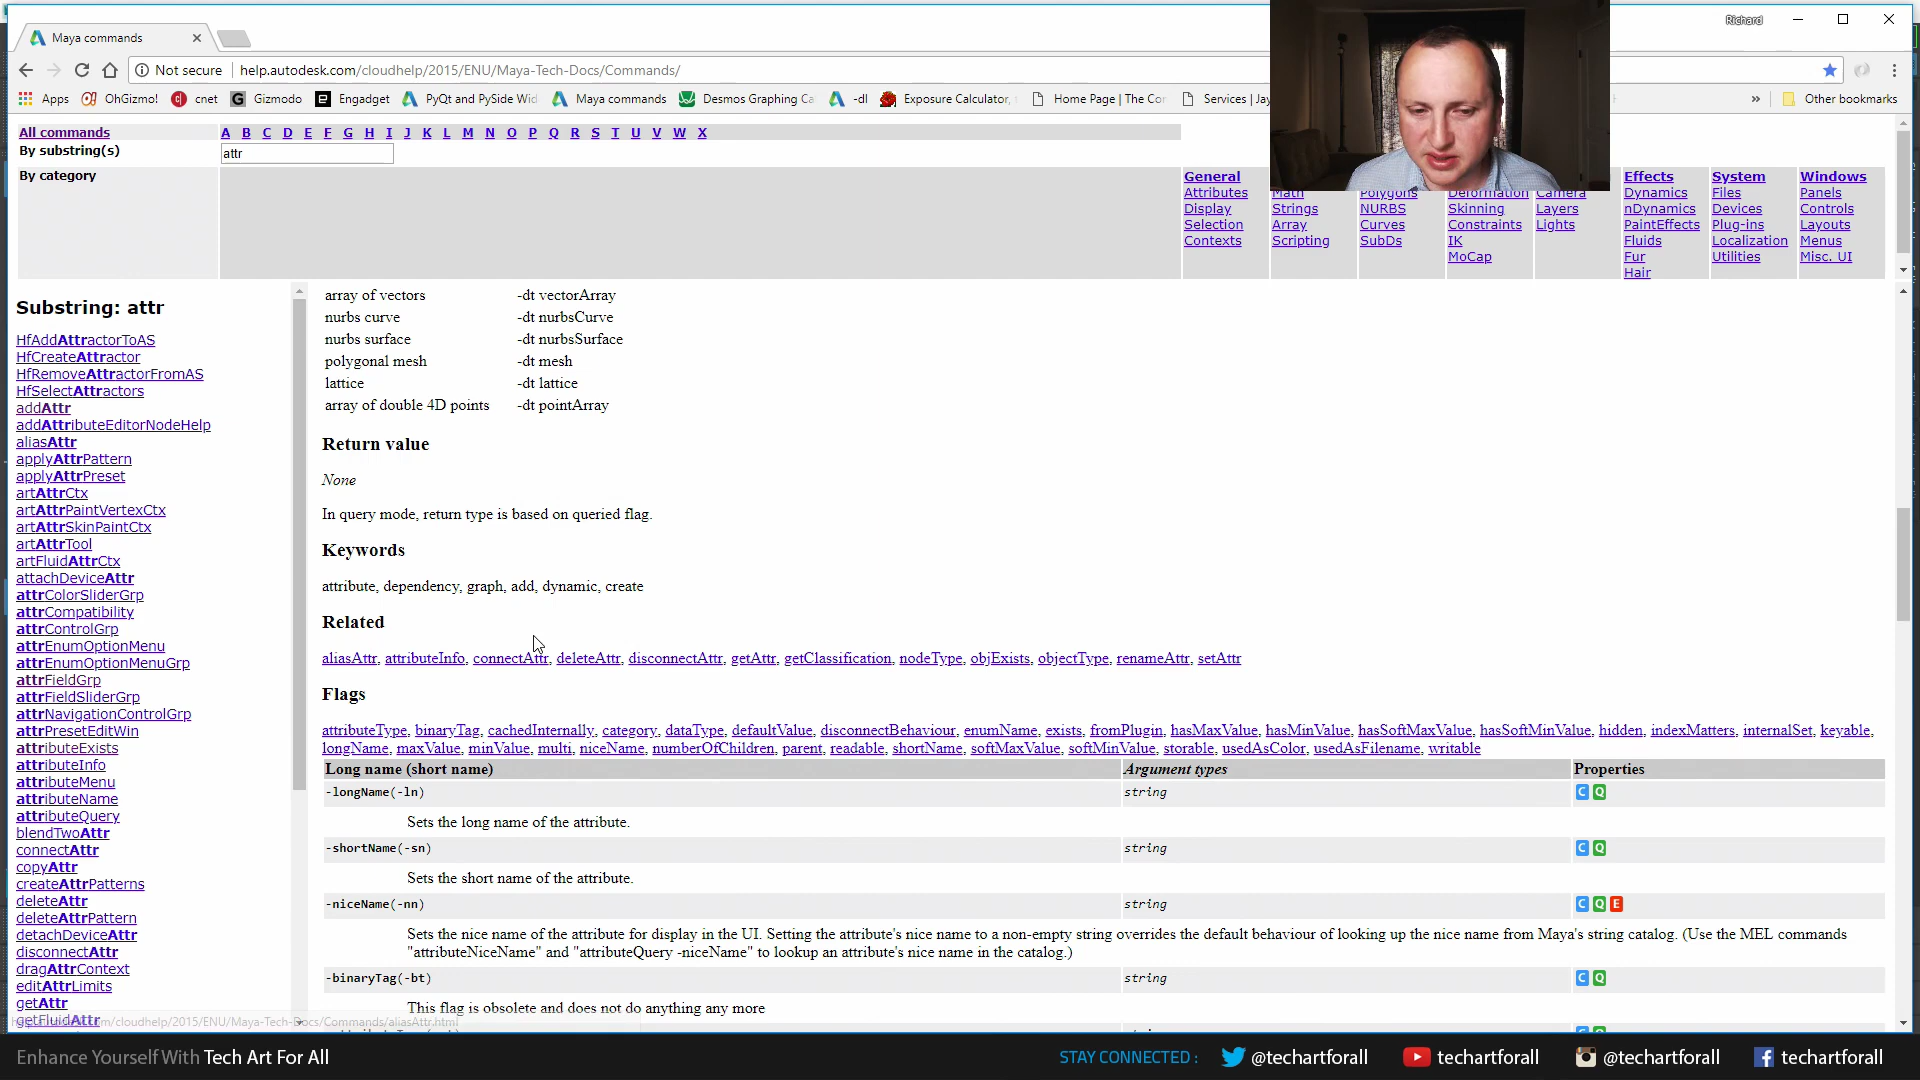 Maya commands
Richard
Not secure
help.autodesk.com/cloudhelp/2015/ENU/Maya-Tech-Docs/Commands/
Apps OhGizmo! cnet Gizmodo Engadget PyQt and PySide Wid Maya commands Desmos Graphing Ca -dl Exposure Calculator, Home Page | The Cor Services | Jay » Other bookmarks
All commands A B C D E F G H I J K L M N O P Q R S T U V W X
By substring(s) attr
By category
General Effects System Windows
Attributes Math Polygons Deformation Camera Dynamics Files Panels
Display Strings NURBS Skinning Layers nDynamics Devices Controls
Selection Array Curves Constraints Lights PaintEffects Plug-ins Layouts
Contexts Scripting SubDs IK Fluids Localization Menus
MoCap Fur Utilities Misc. UI
Hair
Substring: attr
HfAddAttractorToAS
HfCreateAttractor
HfRemoveAttractorFromAS
HfSelectAttractors
addAttr
addAttributeEditorNodeHelp
aliasAttr
applyAttrPattern
applyAttrPreset
artAttrCtx
artAttrPaintVertexCtx
artAttrSkinPaintCtx
artAttrTool
artFluidAttrCtx
attachDeviceAttr
attrColorSliderGrp
attrCompatibility
attrControlGrp
attrEnumOptionMenu
attrEnumOptionMenuGrp
attrFieldGrp
attrFieldSliderGrp
attrNavigationControlGrp
attrPresetEditWin
attributeExists
attributeInfo
attributeMenu
attributeName
attributeQuery
blendTwoAttr
connectAttr
copyAttr
createAttrPatterns
deleteAttr
deleteAttrPattern
detachDeviceAttr
disconnectAttr
dragAttrContext
editAttrLimits
getAttr
getFluidAttr
array of vectors -dt vectorArray
nurbs curve -dt nurbsCurve
nurbs surface -dt nurbsSurface
polygonal mesh -dt mesh
lattice -dt lattice
array of double 4D points -dt pointArray
Return value
None
In query mode, return type is based on queried flag.
Keywords
attribute, dependency, graph, add, dynamic, create
Related
aliasAttr, attributeInfo, connectAttr, deleteAttr, disconnectAttr, getAttr, getClassification, nodeType, objExists, objectType, renameAttr, setAttr
Flags
attributeType, binaryTag, cachedInternally, category, dataType, defaultValue, disconnectBehaviour, enumName, exists, fromPlugin, hasMaxValue, hasMinValue, hasSoftMaxValue, hasSoftMinValue, hidden, indexMatters, internalSet, keyable,
longName, maxValue, minValue, multi, niceName, numberOfChildren, parent, readable, shortName, softMaxValue, softMinValue, storable, usedAsColor, usedAsFilename, writable
Long name (short name) Argument types Properties
-longName(-ln) string C Q
Sets the long name of the attribute.
-shortName(-sn) string C Q
Sets the short name of the attribute.
-niceName(-nn) string C Q E
Sets the nice name of the attribute for display in the UI. Setting the attribute's nice name to a non-empty string overrides the default behaviour of looking up the nice name from Maya's string catalog. (Use the MEL commands
"attributeNiceName" and "attributeQuery -niceName" to lookup an attribute's nice name in the catalog.)
-binaryTag(-bt) string C Q
This flag is obsolete and does not do anything any more
Enhance Yourself With Tech Art For All
STAY CONNECTED : @techartforall techartforall @techartforall techartforall